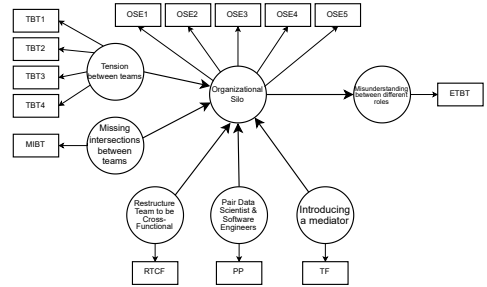 TBT1
TBT2
TBT3
TBT4
MIBT
OSE1
OSE2
OSE3
OSE4
OSE5
Tension
between teams
Missing
intersections
between
teams
Organizational
Silo
Misunderstanding
between different
roles
ETBT
Restructure
Team to be
Cross-
Functional
Pair Data
Scientist &
Software
Engineers
Introducing
a mediator
RTCF
PP
TF